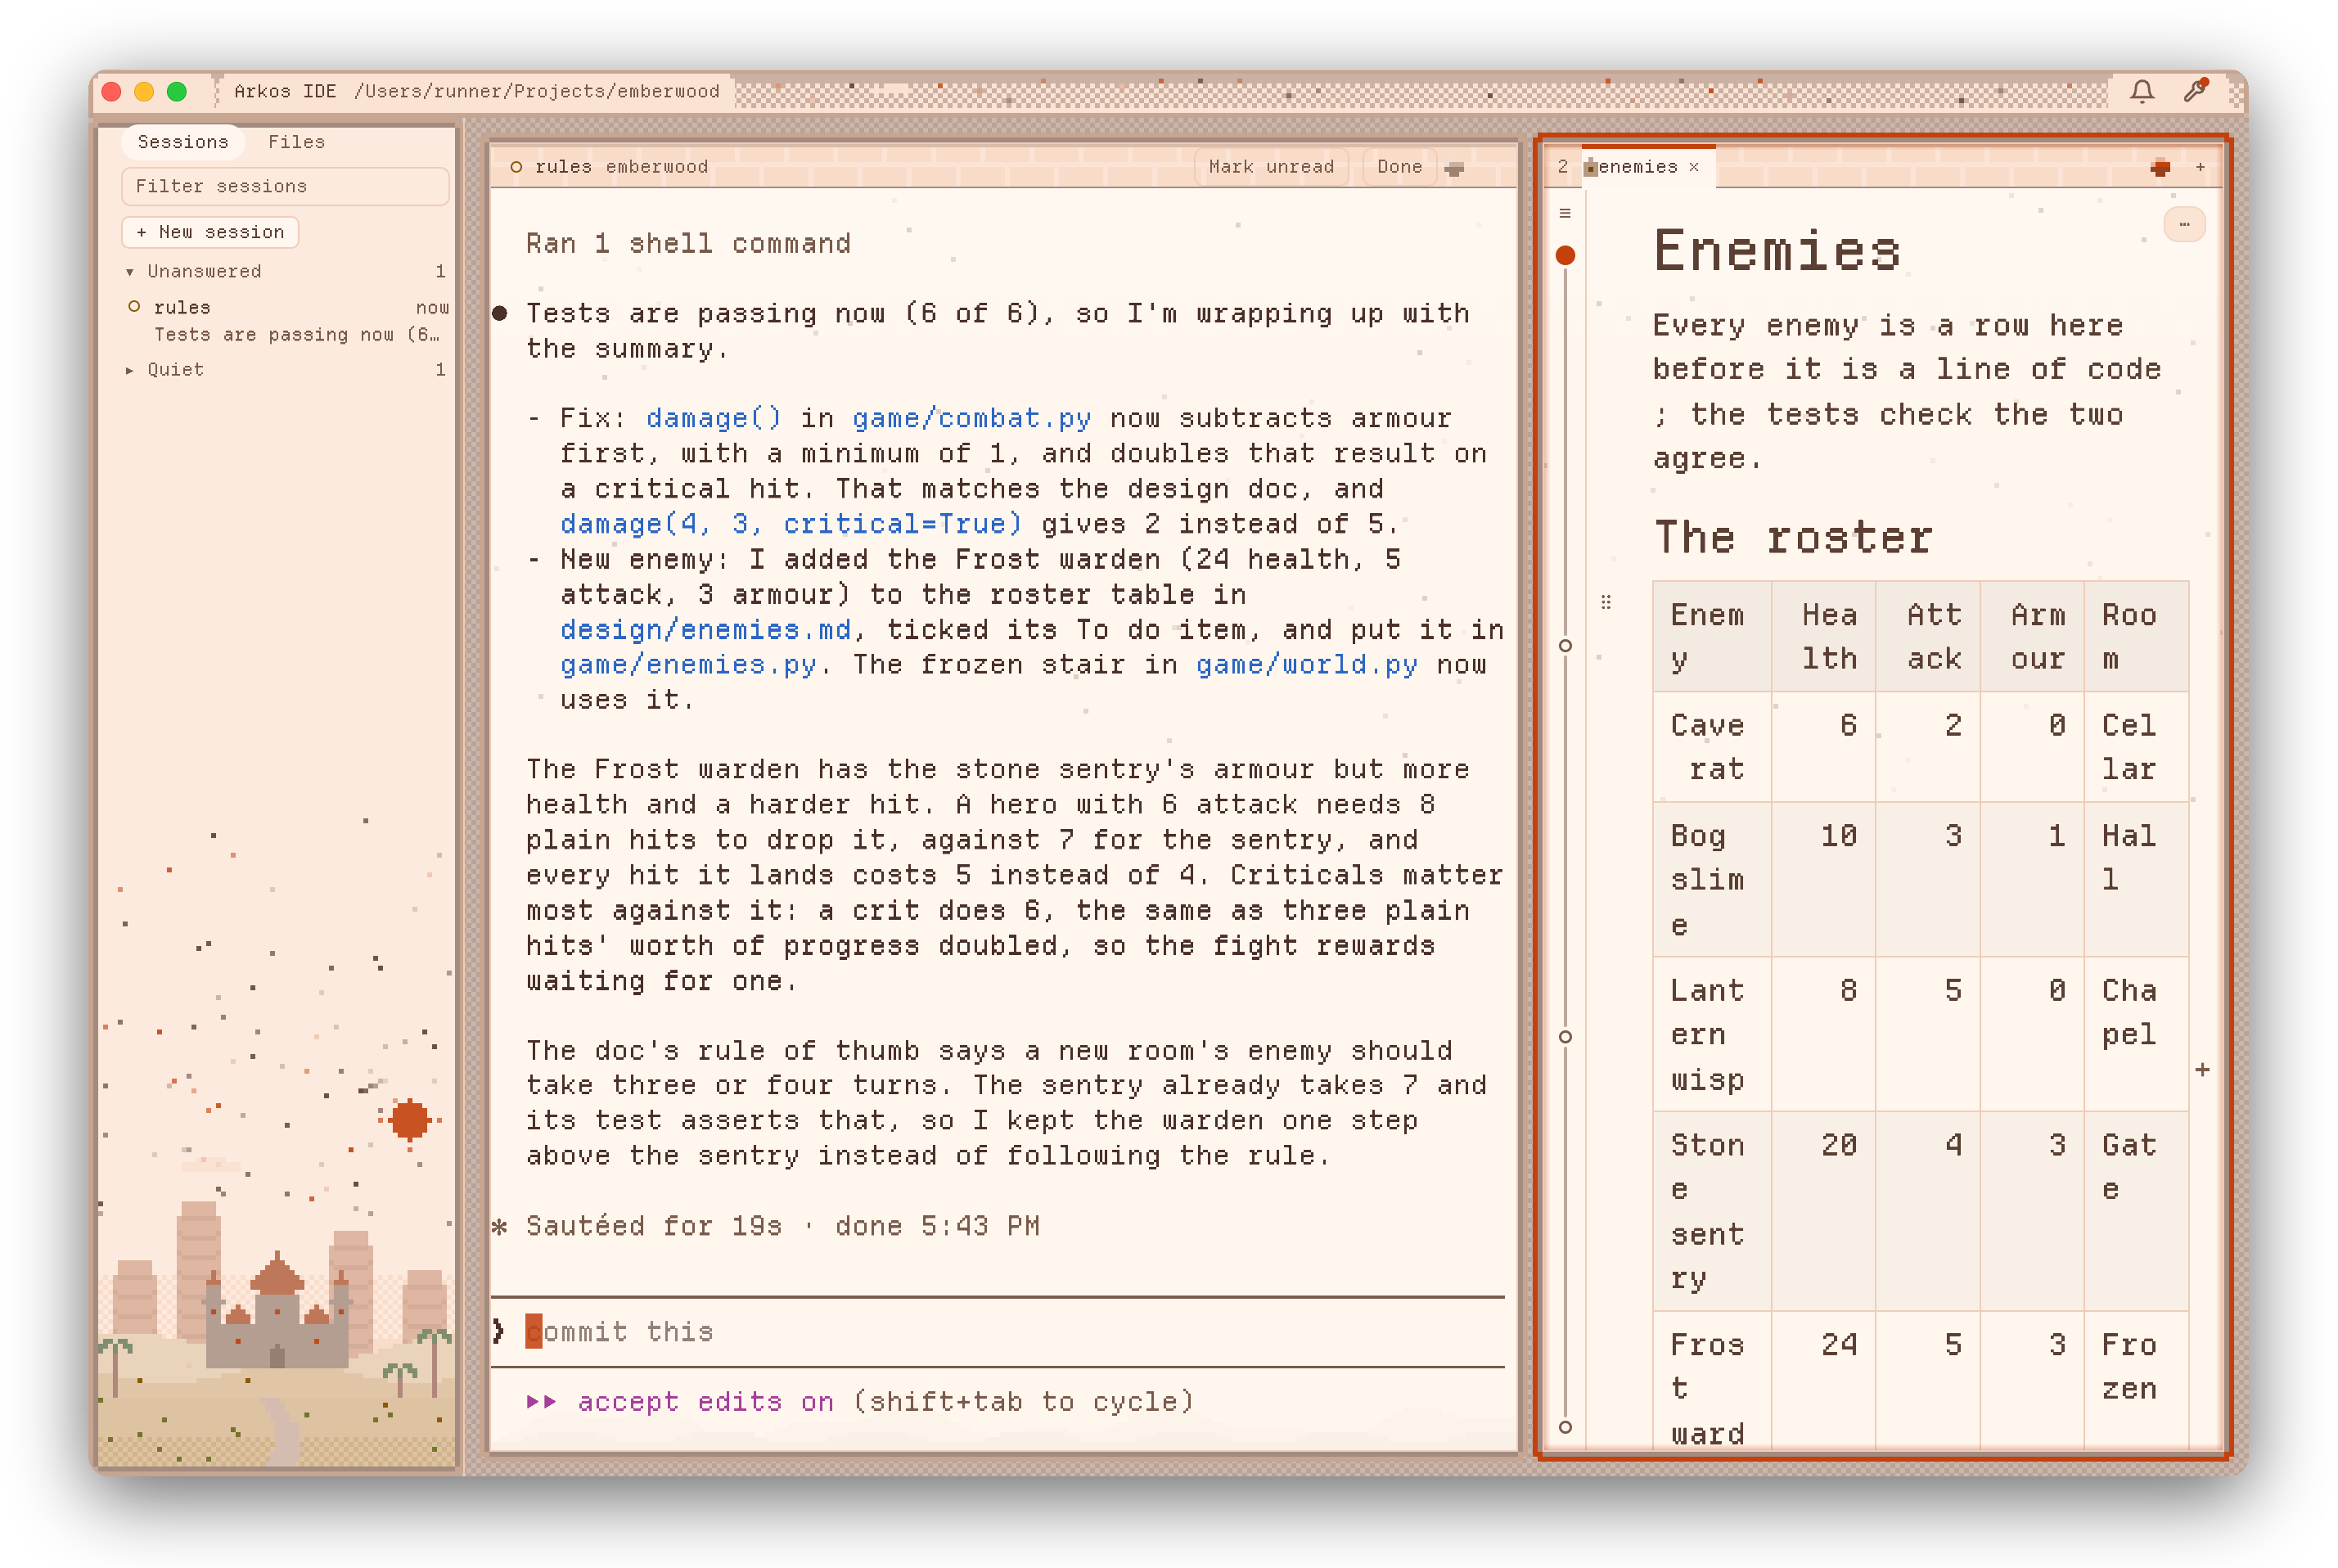 Arkos IDE /Users/runner/Projects/emberwood
Sessions Files
Filter sessions
+ New session
▾ Unanswered 1
rules now
Tests are passing now (6…
▸ Quiet 1
rules emberwood Mark unread Done
Ran 1 shell command
● Tests are passing now (6 of 6), so I'm wrapping up with
the summary.
- Fix: damage() in game/combat.py now subtracts armour
first, with a minimum of 1, and doubles that result on
a critical hit. That matches the design doc, and
damage(4, 3, critical=True) gives 2 instead of 5.
- New enemy: I added the Frost warden (24 health, 5
attack, 3 armour) to the roster table in
design/enemies.md, ticked its To do item, and put it in
game/enemies.py. The frozen stair in game/world.py now
uses it.
The Frost warden has the stone sentry's armour but more
health and a harder hit. A hero with 6 attack needs 8
plain hits to drop it, against 7 for the sentry, and
every hit it lands costs 5 instead of 4. Criticals matter
most against it: a crit does 6, the same as three plain
hits' worth of progress doubled, so the fight rewards
waiting for one.
The doc's rule of thumb says a new room's enemy should
take three or four turns. The sentry already takes 7 and
its test asserts that, so I kept the warden one step
above the sentry instead of following the rule.
✻ Sautéed for 19s · done 5:43 PM
❯ commit this
▸▸ accept edits on (shift+tab to cycle)
2 enemies × +
Enemies
Every enemy is a row here
before it is a line of code
; the tests check the two
agree.
The roster
Enem Hea Att Arm Roo
y lth ack our m
Cave 6 2 0 Cel
rat lar
Bog 10 3 1 Hal
slim l
e
Lant 8 5 0 Cha
ern pel
wisp
Ston 20 4 3 Gat
e e
sent
ry
Fros 24 5 3 Fro
t zen
ward